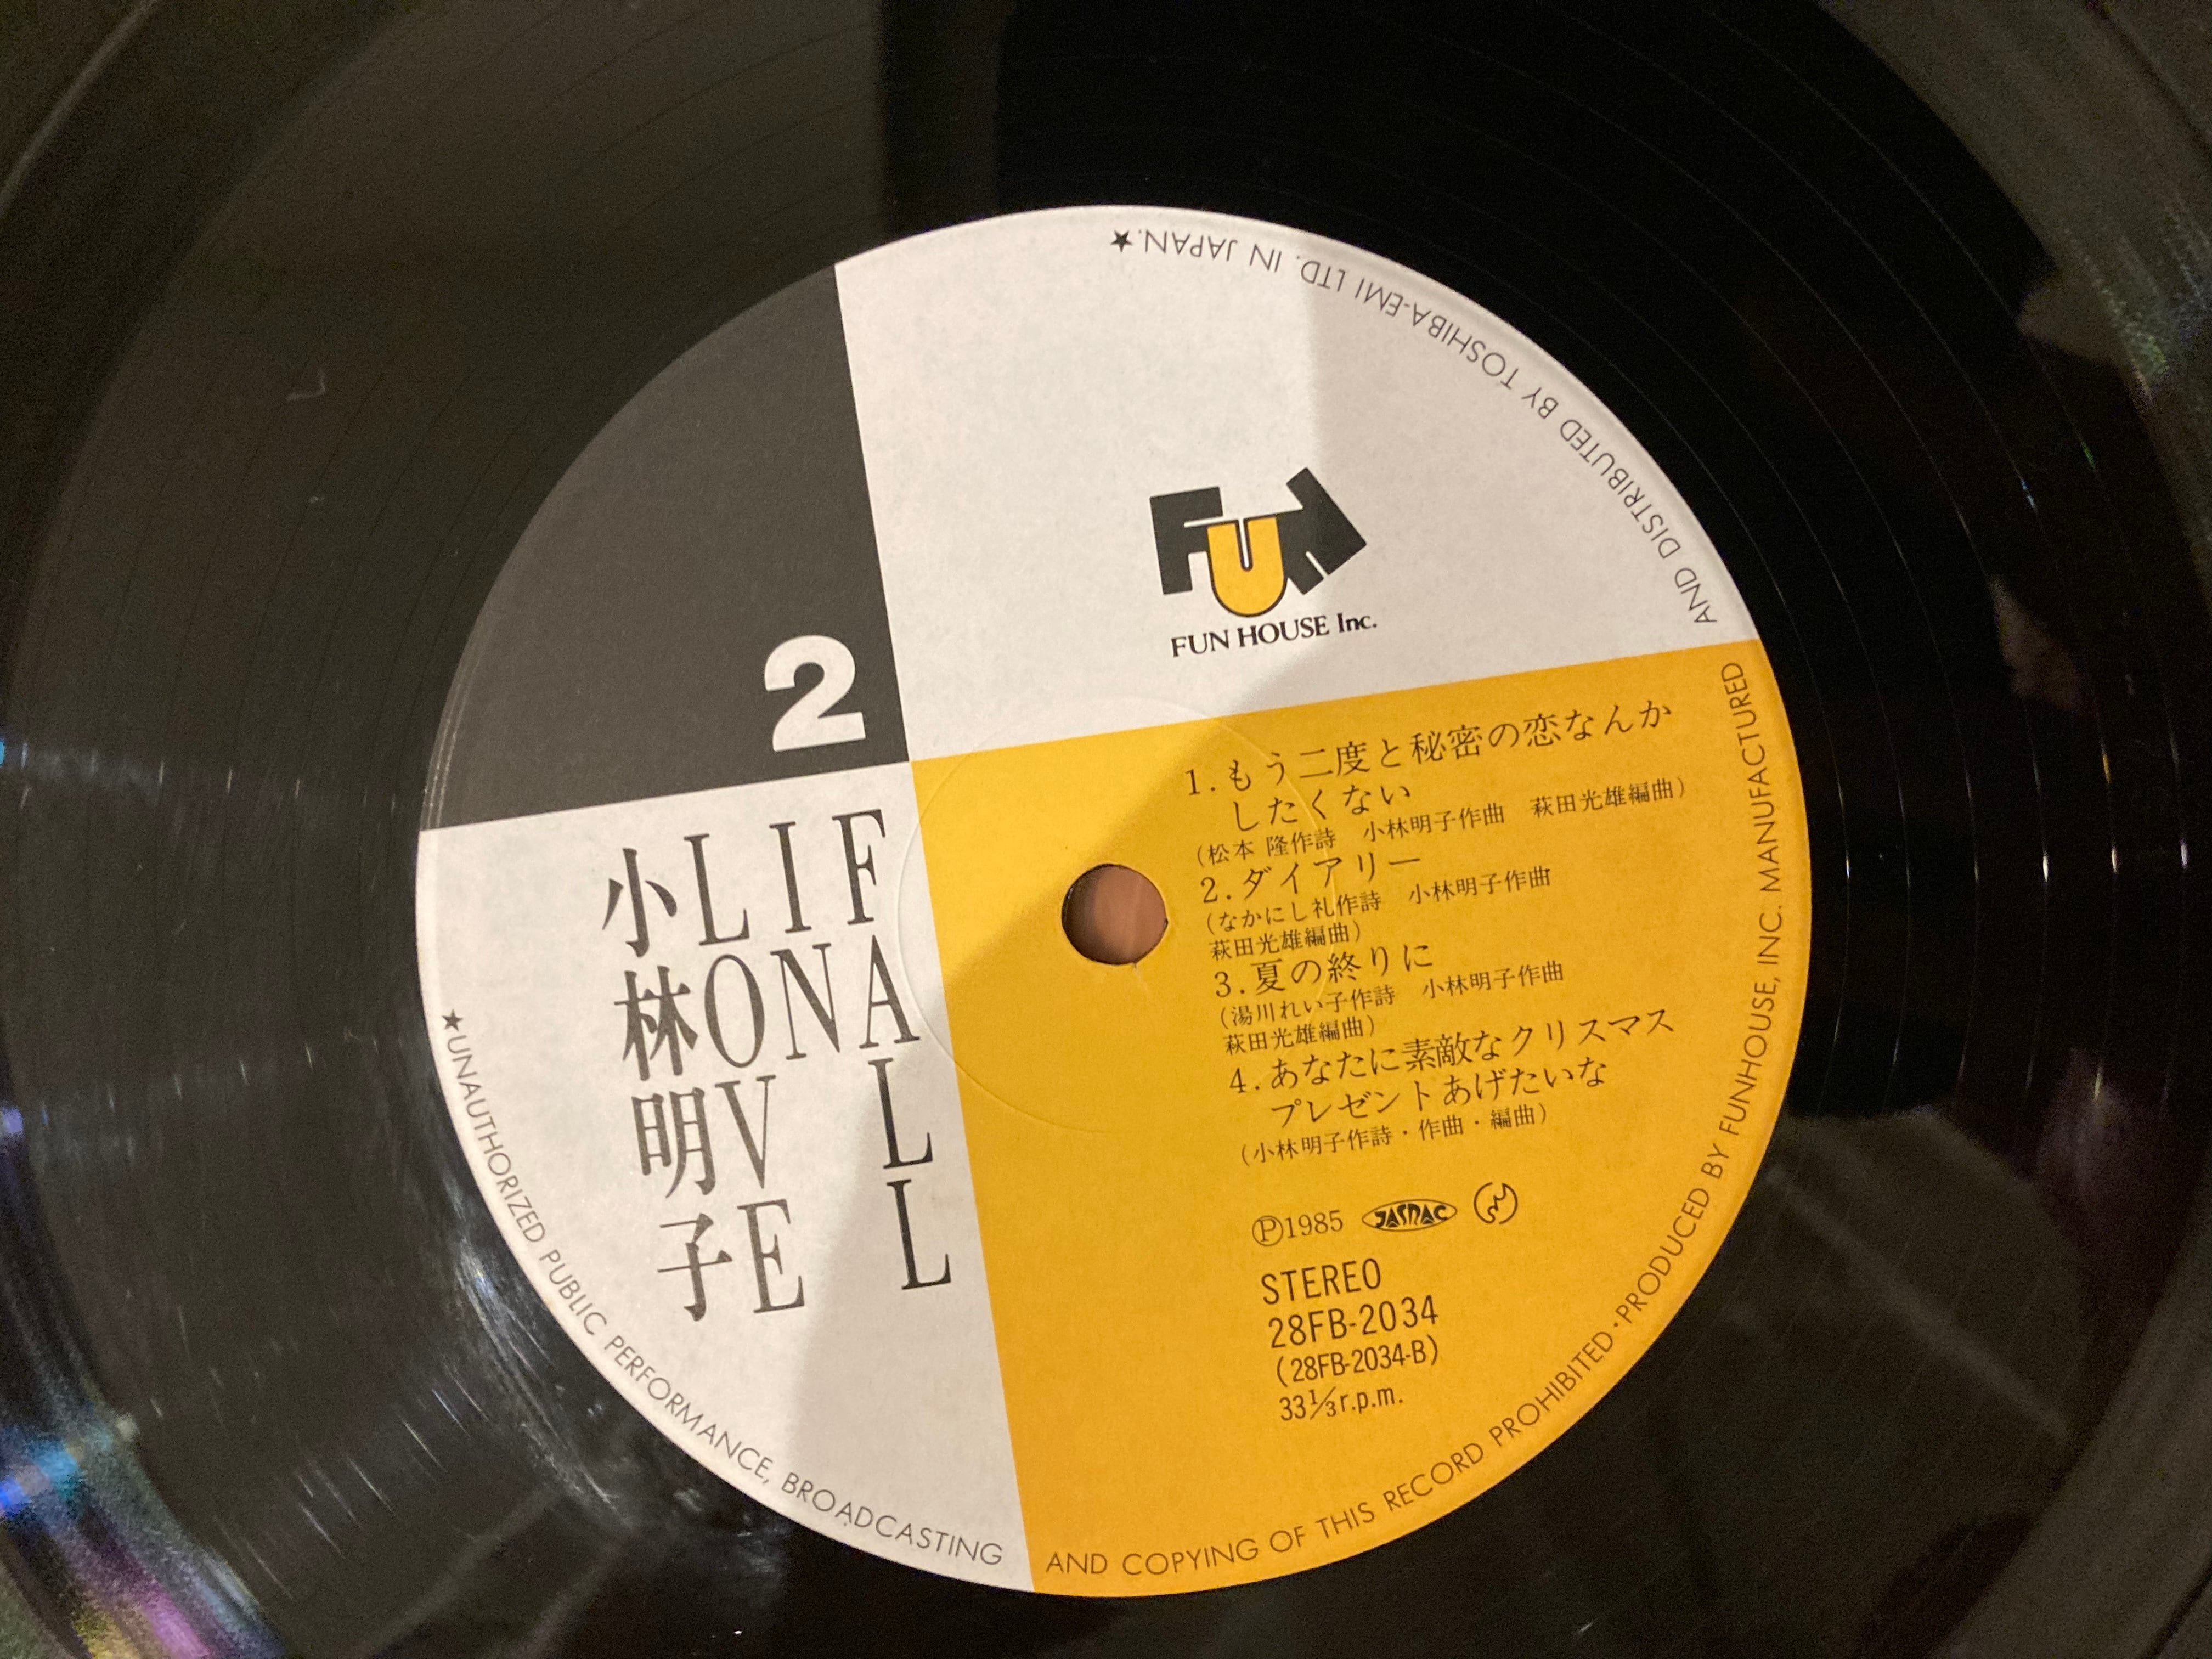 FUN
FUN HOUSE Inc.
2
FALL
IN
LOVE
小林明子
1.もう二度と秘密の恋なんか
したくない
(松本 隆作詩 小林明子作曲 萩田光雄編曲)
2.ダイアリー
(なかにし礼作詩 小林明子作曲
萩田光雄編曲)
3.夏の終りに
(湯川れい子作詩 小林明子作曲
萩田光雄編曲)
4.あなたに素敵なクリスマス
プレゼントあげたいな
(小林明子作詩・作曲・編曲)
Ⓟ1985 JASRAC
STEREO
28FB-2034
(28FB-2034-B)
33⅓r.p.m.
★UNAUTHORIZED PUBLIC PERFORMANCE, BROADCASTING AND COPYING OF THIS RECORD PROHIBITED・PRODUCED BY FUNHOUSE, INC. MANUFACTURED AND DISTRIBUTED BY TOSHIBA-EMI LTD. IN JAPAN.★